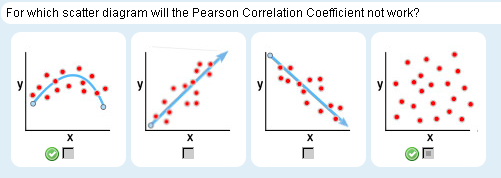 For which scatter diagram will the Pearson Correlation Coefficient not work?
y
y
y
y
x
x
x
x